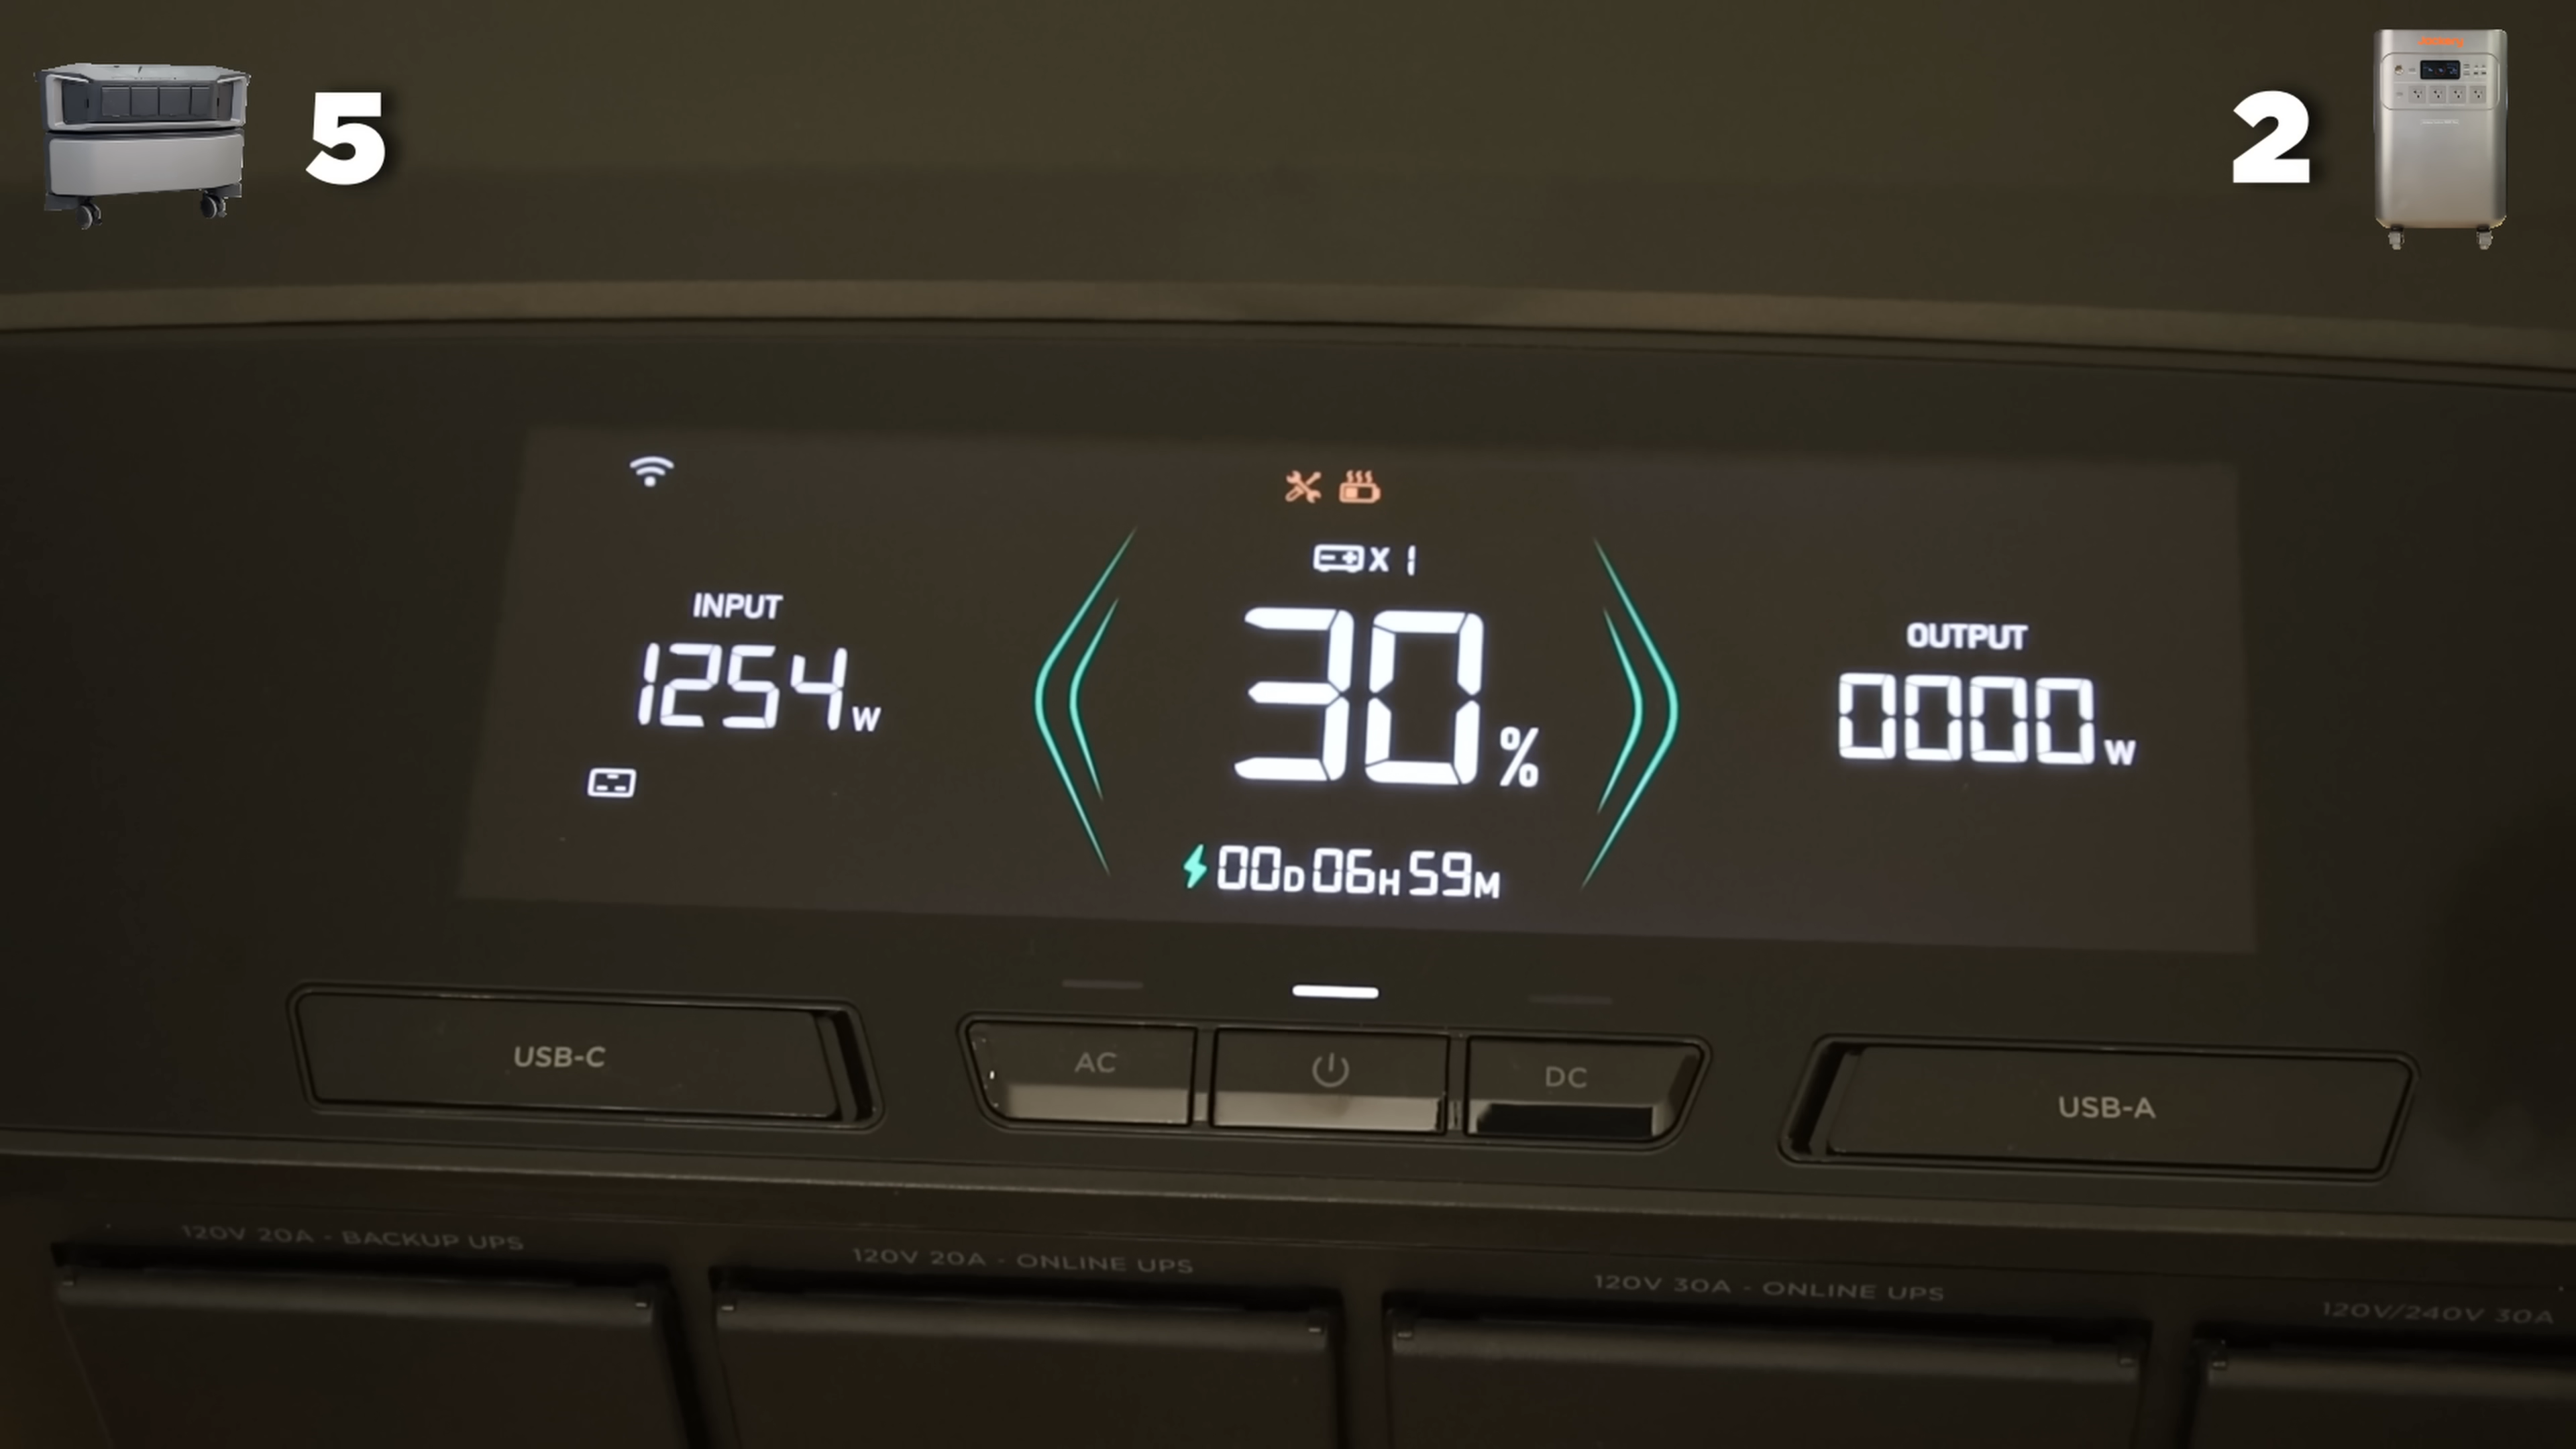 5
2
X 1
INPUT
1254W
30%
OUTPUT
0000W
00D06H59M
USB-C
AC
DC
USB-A
120V 20A - BACKUP UPS
120V 20A - ONLINE UPS
120V 30A - ONLINE UPS
120V/240V 30A